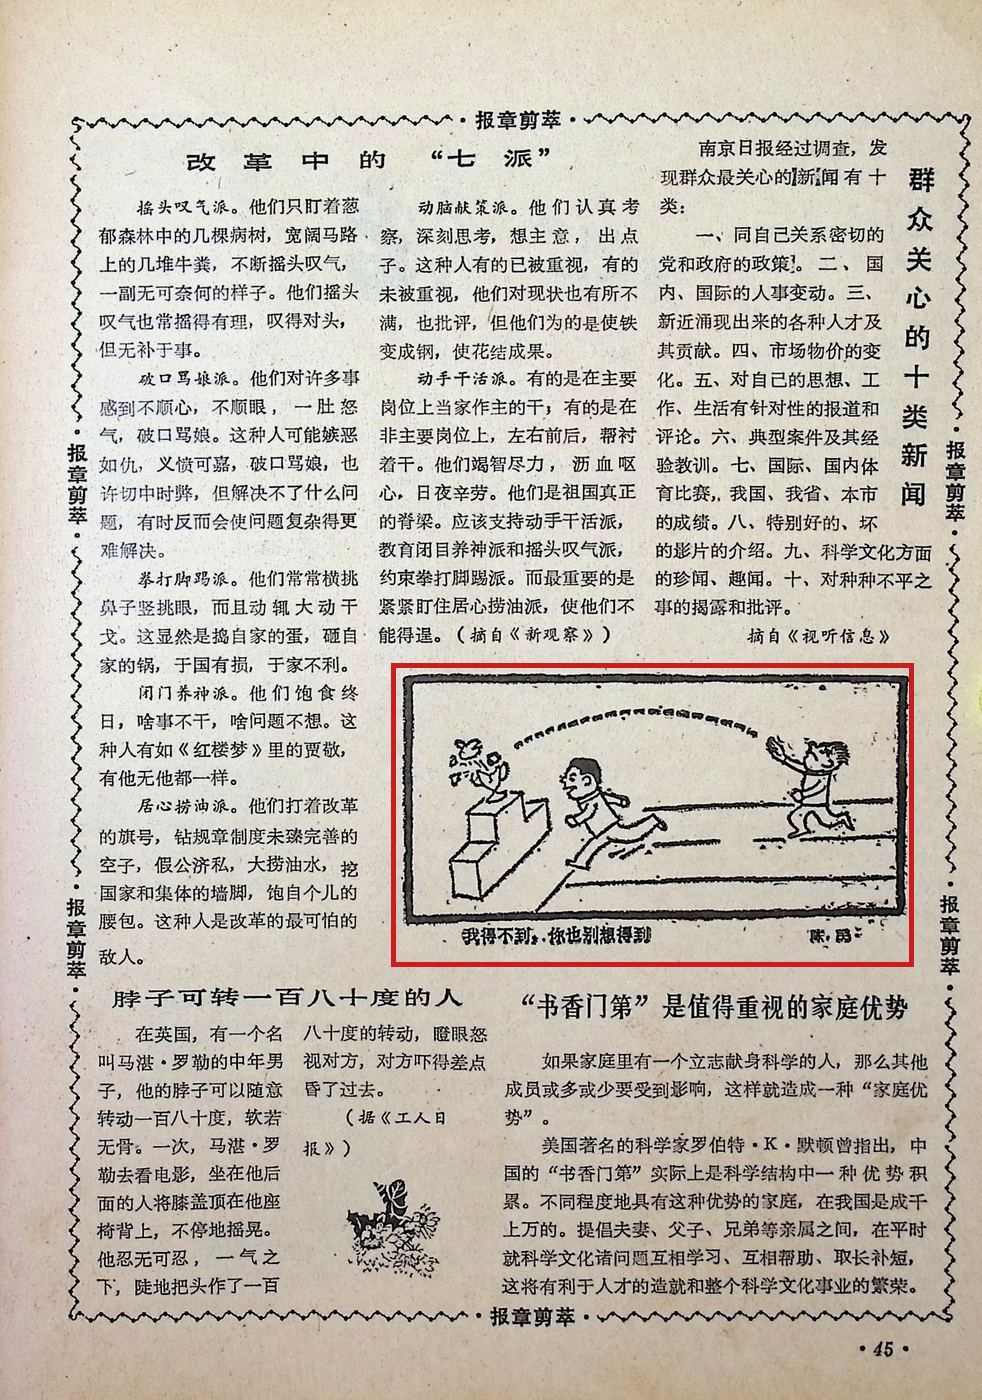 ·报章剪萃·
改革中的“七派”
摇头叹气派。他们只盯着葱
郁森林中的几棵病树，宽阔马路
上的几堆牛粪，不断摇头叹气，
一副无可奈何的样子。他们摇头
叹气也常摇得有理，叹得对头，
但无补于事。
破口骂娘派。他们对许多事
感到不顺心，不顺眼，一肚怒
气，破口骂娘。这种人可能嫉恶
如仇，义愤可嘉，破口骂娘，也
许切中时弊，但解决不了什么问
题，有时反而会使问题复杂得更
难解决。
拳打脚踢派。他们常常横挑
鼻子竖挑眼，而且动辄大动干
戈。这显然是捣自家的蛋，砸自
家的锅，于国有损，于家不利。
闭门养神派。他们饱食终
日，啥事不干，啥问题不想。这
种人有如《红楼梦》里的贾敬，
有他无他都一样。
居心捞油派。他们打着改革
的旗号，钻规章制度未臻完善的
空子，假公济私，大捞油水，挖
国家和集体的墙脚，饱自个儿的
腰包。这种人是改革的最可怕的
敌人。
动脑献策派。他们认真考
察，深刻思考，想主意，出点
子。这种人有的已被重视，有的
未被重视，他们对现状也有所不
满，也批评，但他们为的是使铁
变成钢，使花结成果。
动手干活派。有的是在主要
岗位上当家作主的干；有的是在
非主要岗位上，左右前后，帮衬
着干。他们竭智尽力，沥血呕
心，日夜辛劳。他们是祖国真正
的脊梁。应该支持动手干活派，
教育闭目养神派和摇头叹气派，
约束拳打脚踢派。而最重要的是
紧紧盯住居心捞油派，使他们不
能得逞。（摘自《新观察》）
群众关心的十类新闻
南京日报经过调查，发
现群众最关心的新闻有十
类：
一、同自己关系密切的
党和政府的政策。二、国
内、国际的人事变动。三、
新近涌现出来的各种人才及
其贡献。四、市场物价的变
化。五、对自己的思想、工
作、生活有针对性的报道和
评论。六、典型案件及其经
验教训。七、国际、国内体
育比赛，我国、我省、本市
的成绩。八、特别好的、坏
的影片的介绍。九、科学文化方面
的珍闻、趣闻。十、对种种不平之
事的揭露和批评。
摘自《视听信息》
我得不到，你也别想得到
陈
·报章剪萃·
·报章剪萃·
·报章剪萃·
·报章剪萃·
脖子可转一百八十度的人
在英国，有一个名
叫马湛·罗勒的中年男
子，他的脖子可以随意
转动一百八十度，软若
无骨。一次，马湛·罗
勒去看电影，坐在他后
面的人将膝盖顶在他座
椅背上，不停地摇晃。
他忍无可忍，一气之
下，陡地把头作了一百
八十度的转动，瞪眼怒
视对方，对方吓得差点
昏了过去。
（据《工人日
报》）
“书香门第”是值得重视的家庭优势
如果家庭里有一个立志献身科学的人，那么其他
成员或多或少要受到影响，这样就造成一种“家庭优
势”。
美国著名的科学家罗伯特·K·默顿曾指出，中
国的“书香门第”实际上是科学结构中一种优势积
累。不同程度地具有这种优势的家庭，在我国是成千
上万的。提倡夫妻、父子、兄弟等亲属之间，在平时
就科学文化诸问题互相学习、互相帮助、取长补短，
这将有利于人才的造就和整个科学文化事业的繁荣。
·报章剪萃·
·45·